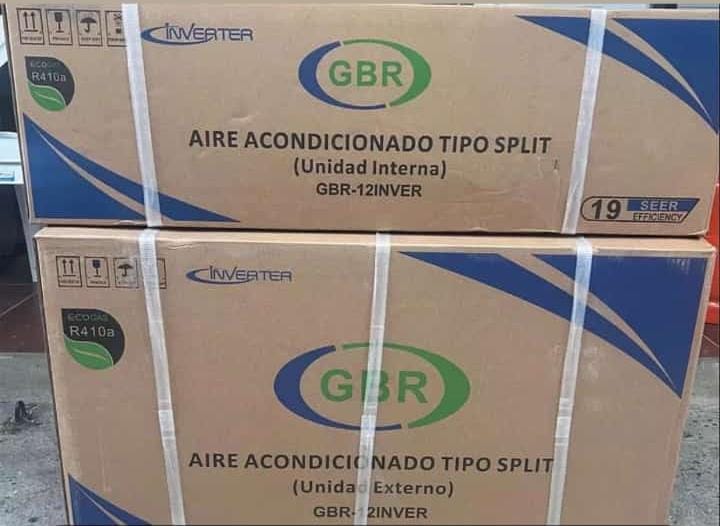 INVERTER
GBR
ECOGAS
R410a
AIRE ACONDICIONADO TIPO SPLIT
(Unidad Interna)
GBR-12INVER
19 SEER
EFFICIENCY
INVERTER
ECOGAS
R410a
GBR
AIRE ACONDICIONADO TIPO SPLIT
(Unidad Externo)
GBR-12INVER